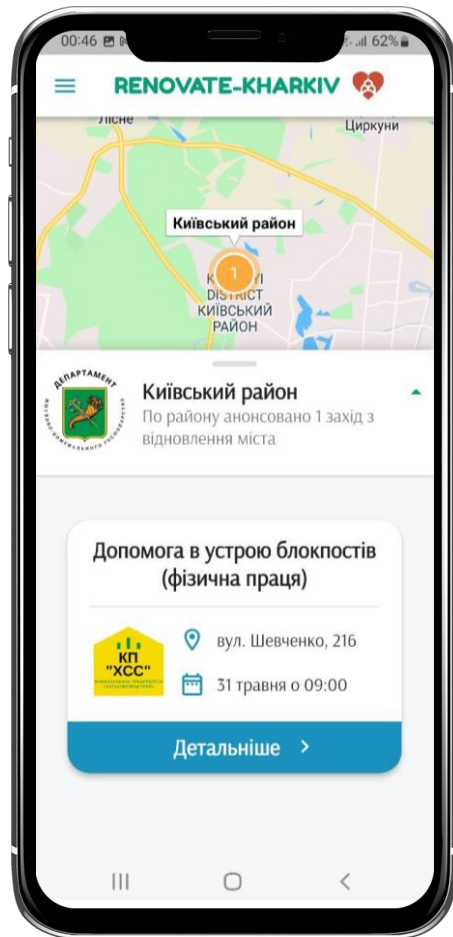 00:46
62%
RENOVATE-KHARKIV
Лісне
Циркуни
Київський район
1
DISTRICT
КИЇВСЬКИЙ
РАЙОН
ДЕПАРТАМЕНТ
Київський район
По району анонсовано 1 захід з
відновлення міста
Допомога в устрою блокпостів
(фізична праця)
КП
"ХСС"
вул. Шевченко, 216
31 травня о 09:00
Детальніше >